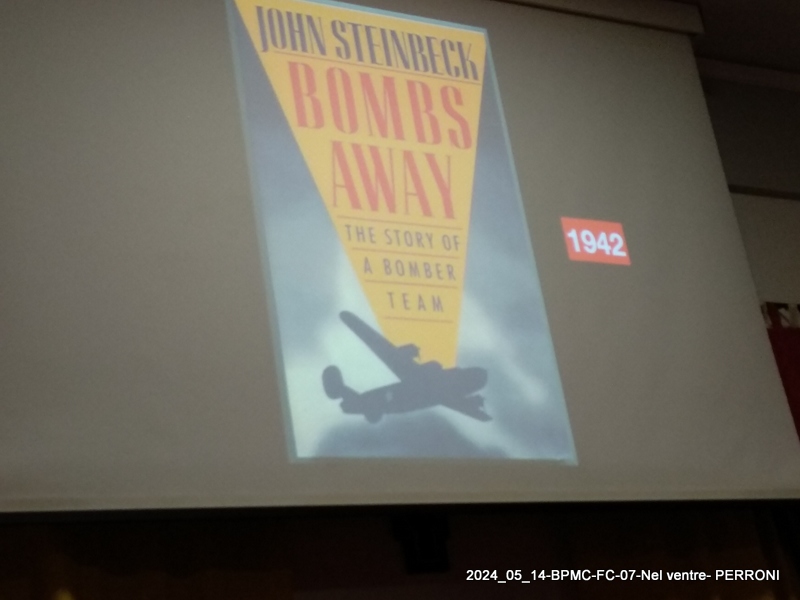 JOHN STEINBECK
BOMBS
AWAY
THE STORY OF
A BOMBER
TEAM
1942
2024_05_14-BPMC-FC-07-Nel ventre- PERRONI